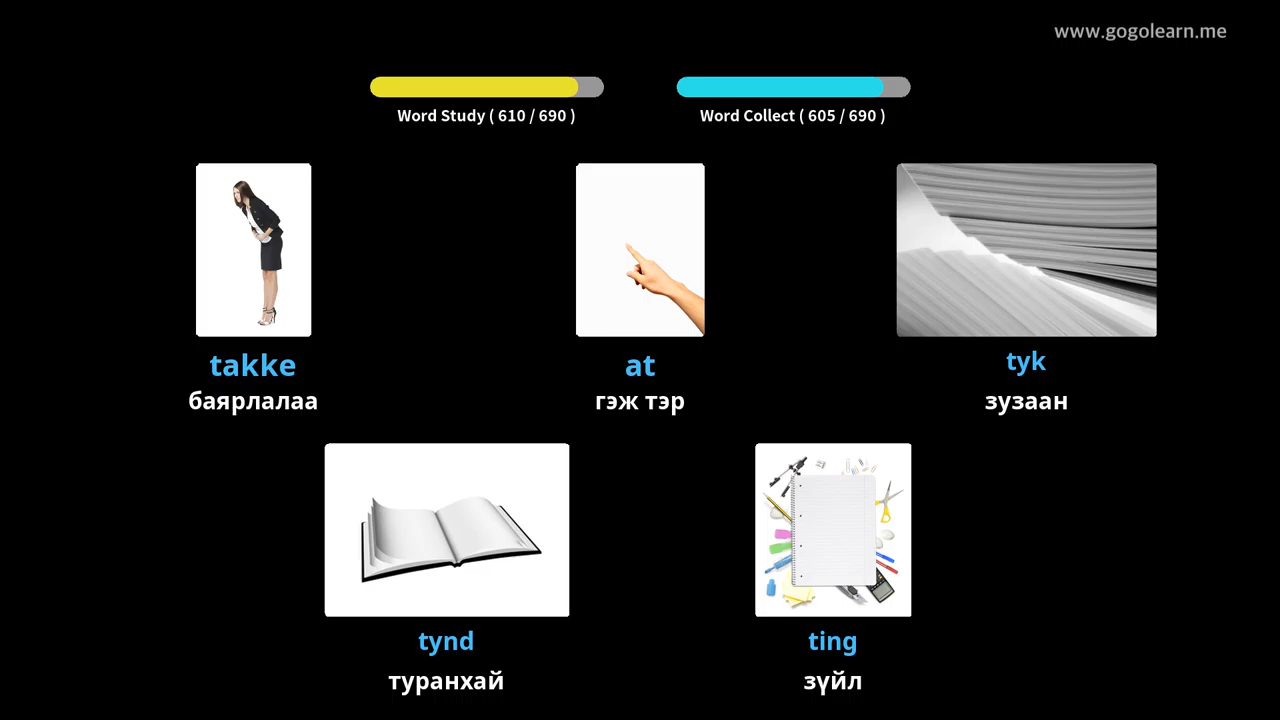 www.gogolearn.me
Word Study ( 610 / 690 )
Word Collect ( 605 / 690 )
takke
баярлалаа
at
гэж тэр
tyk
зузаан
tynd
туранхай
ting
зүйл